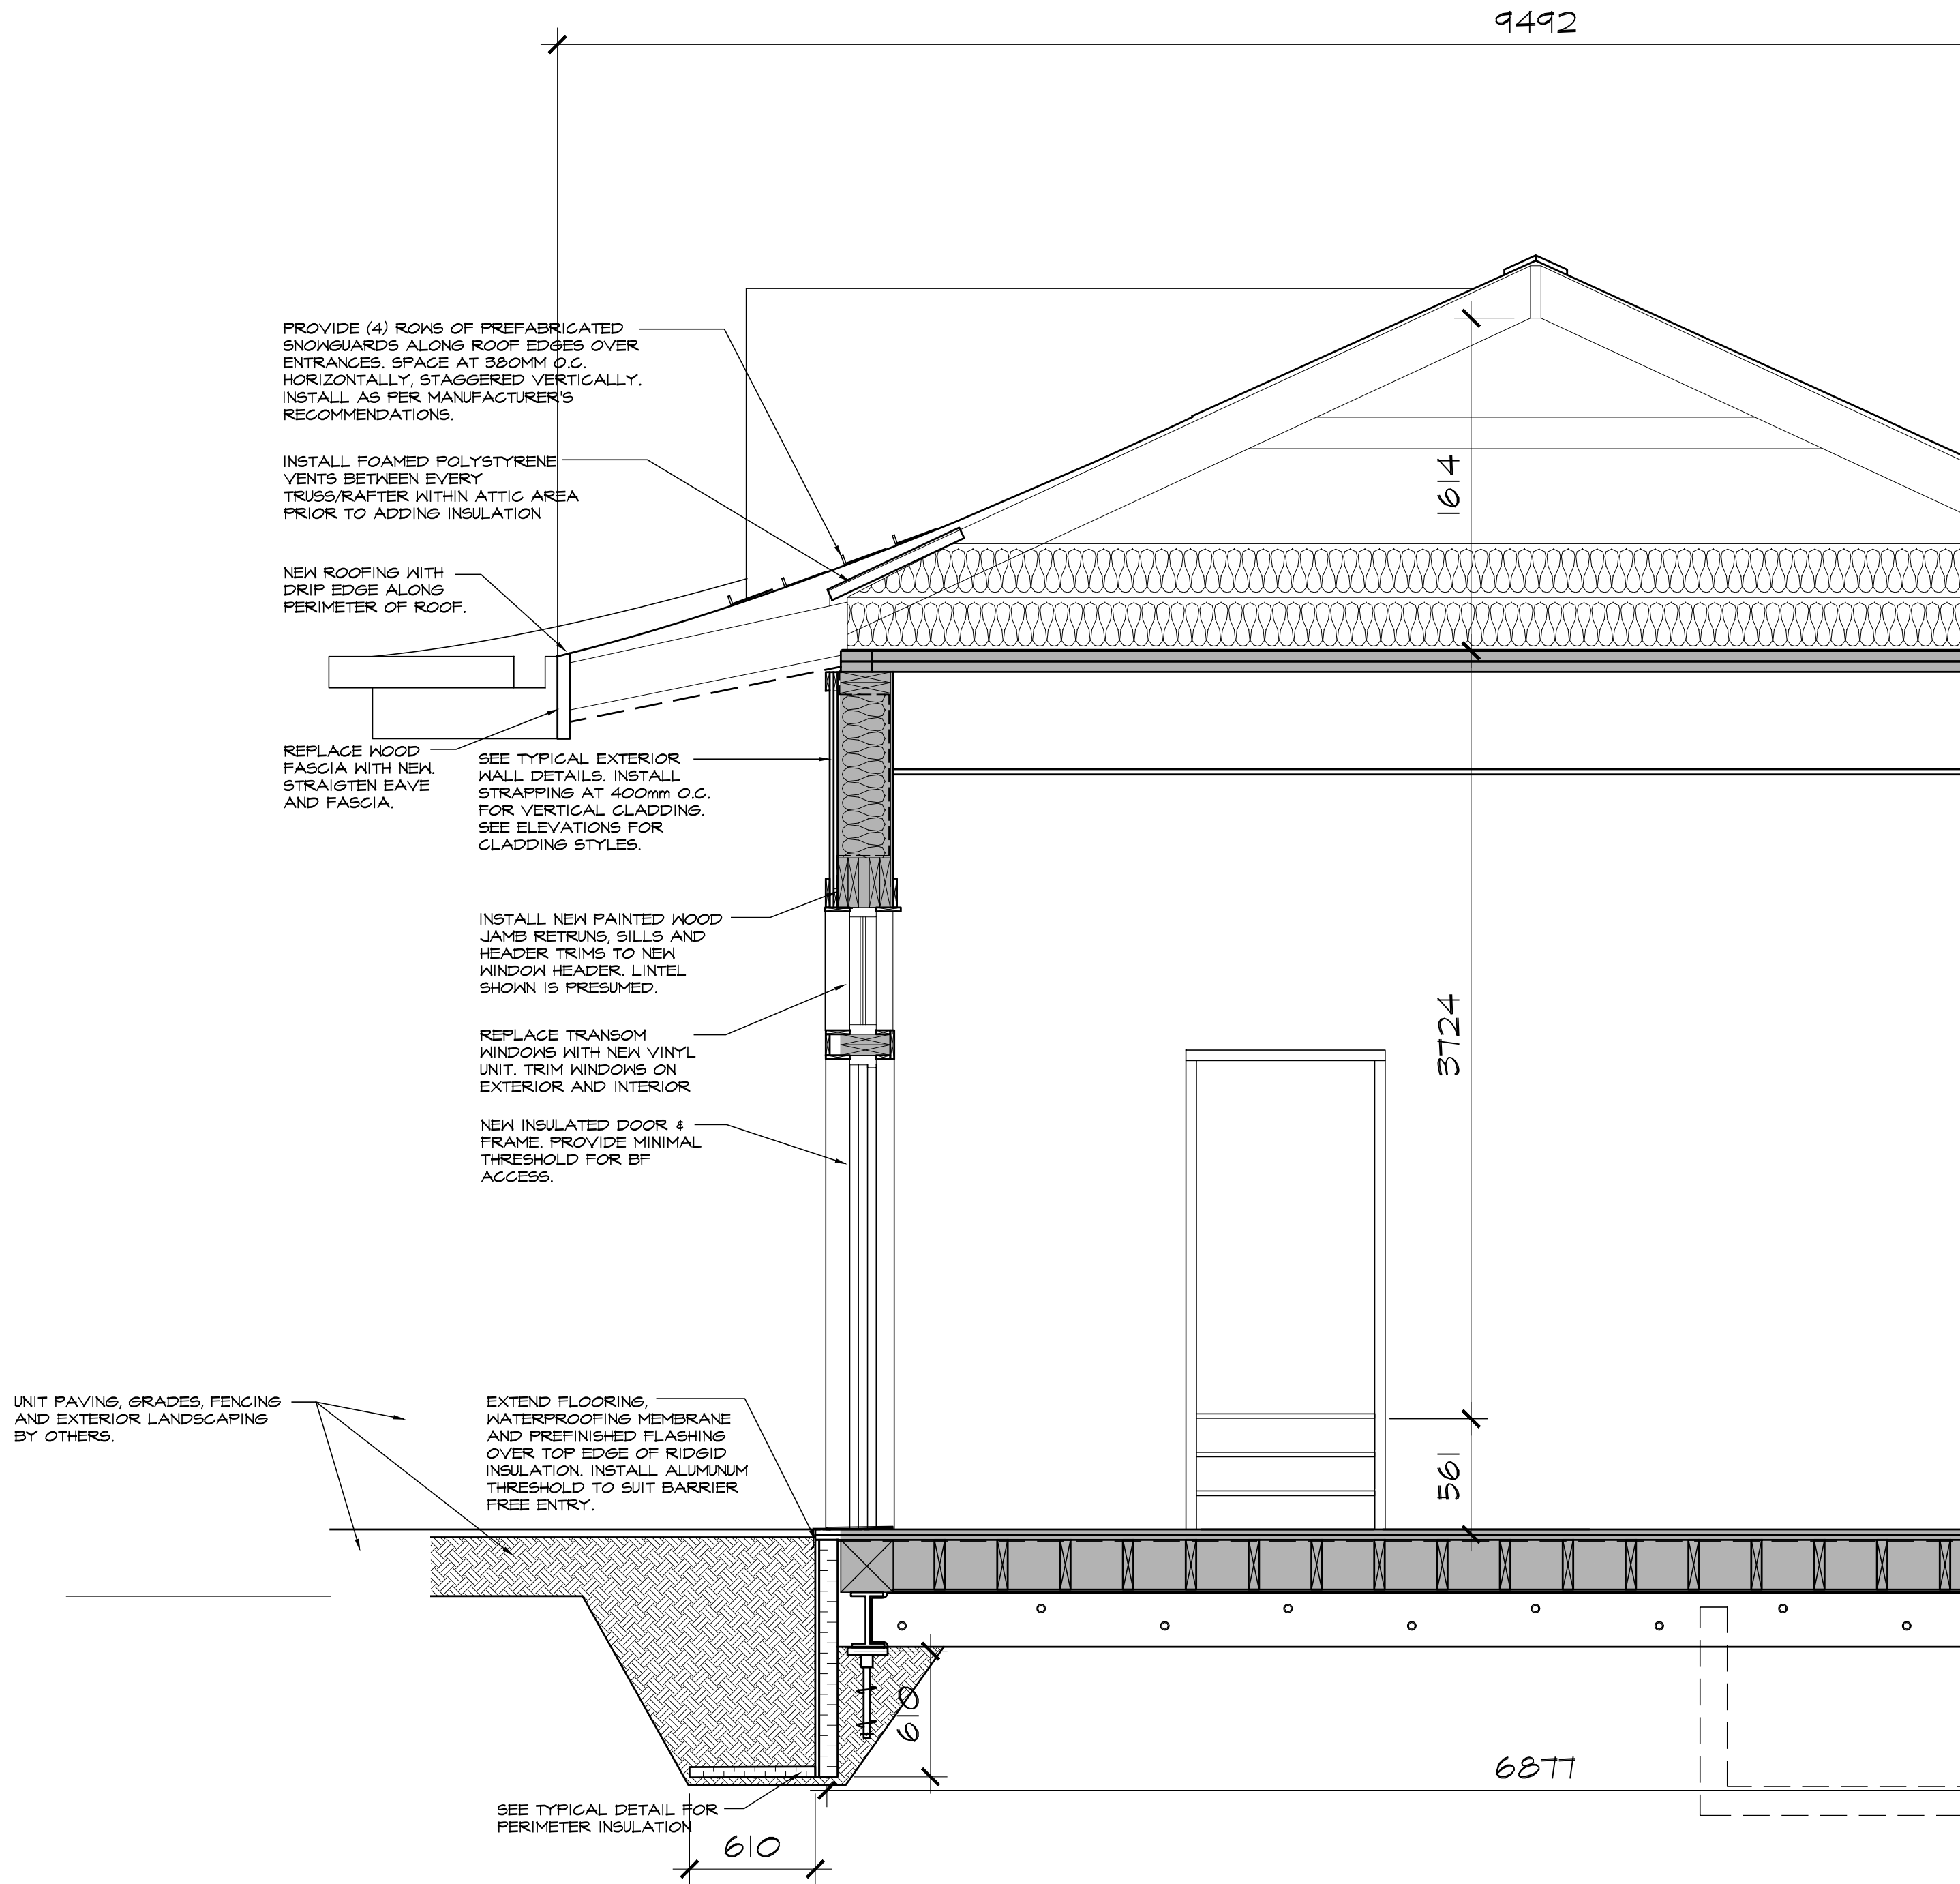 9492
PROVIDE (4) ROWS OF PREFABRICATED
SNOWGUARDS ALONG ROOF EDGES OVER
ENTRANCES. SPACE AT 380MM O.C.
HORIZONTALLY, STAGGERED VERTICALLY.
INSTALL AS PER MANUFACTURER'S
RECOMMENDATIONS.
INSTALL FOAMED POLYSTYRENE
VENTS BETWEEN EVERY
TRUSS/RAFTER WITHIN ATTIC AREA
PRIOR TO ADDING INSULATION
1614
NEW ROOFING WITH
DRIP EDGE ALONG
PERIMETER OF ROOF.
REPLACE WOOD
FASCIA WITH NEW.
STRAIGTEN EAVE
AND FASCIA.
SEE TYPICAL EXTERIOR
WALL DETAILS. INSTALL
STRAPPING AT 400mm O.C.
FOR VERTICAL CLADDING.
SEE ELEVATIONS FOR
CLADDING STYLES.
INSTALL NEW PAINTED WOOD
JAMB RETRUNS, SILLS AND
HEADER TRIMS TO NEW
WINDOW HEADER. LINTEL
SHOWN IS PRESUMED.
3724
REPLACE TRANSOM
WINDOWS WITH NEW VINYL
UNIT. TRIM WINDOWS ON
EXTERIOR AND INTERIOR
NEW INSULATED DOOR &
FRAME. PROVIDE MINIMAL
THRESHOLD FOR BF
ACCESS.
UNIT PAVING, GRADES, FENCING
AND EXTERIOR LANDSCAPING
BY OTHERS.
EXTEND FLOORING,
WATERPROOFING MEMBRANE
AND PREFINISHED FLASHING
OVER TOP EDGE OF RIDGID
INSULATION. INSTALL ALUMUNUM
THRESHOLD TO SUIT BARRIER
FREE ENTRY.
561
610
6877
SEE TYPICAL DETAIL FOR
PERIMETER INSULATION
610